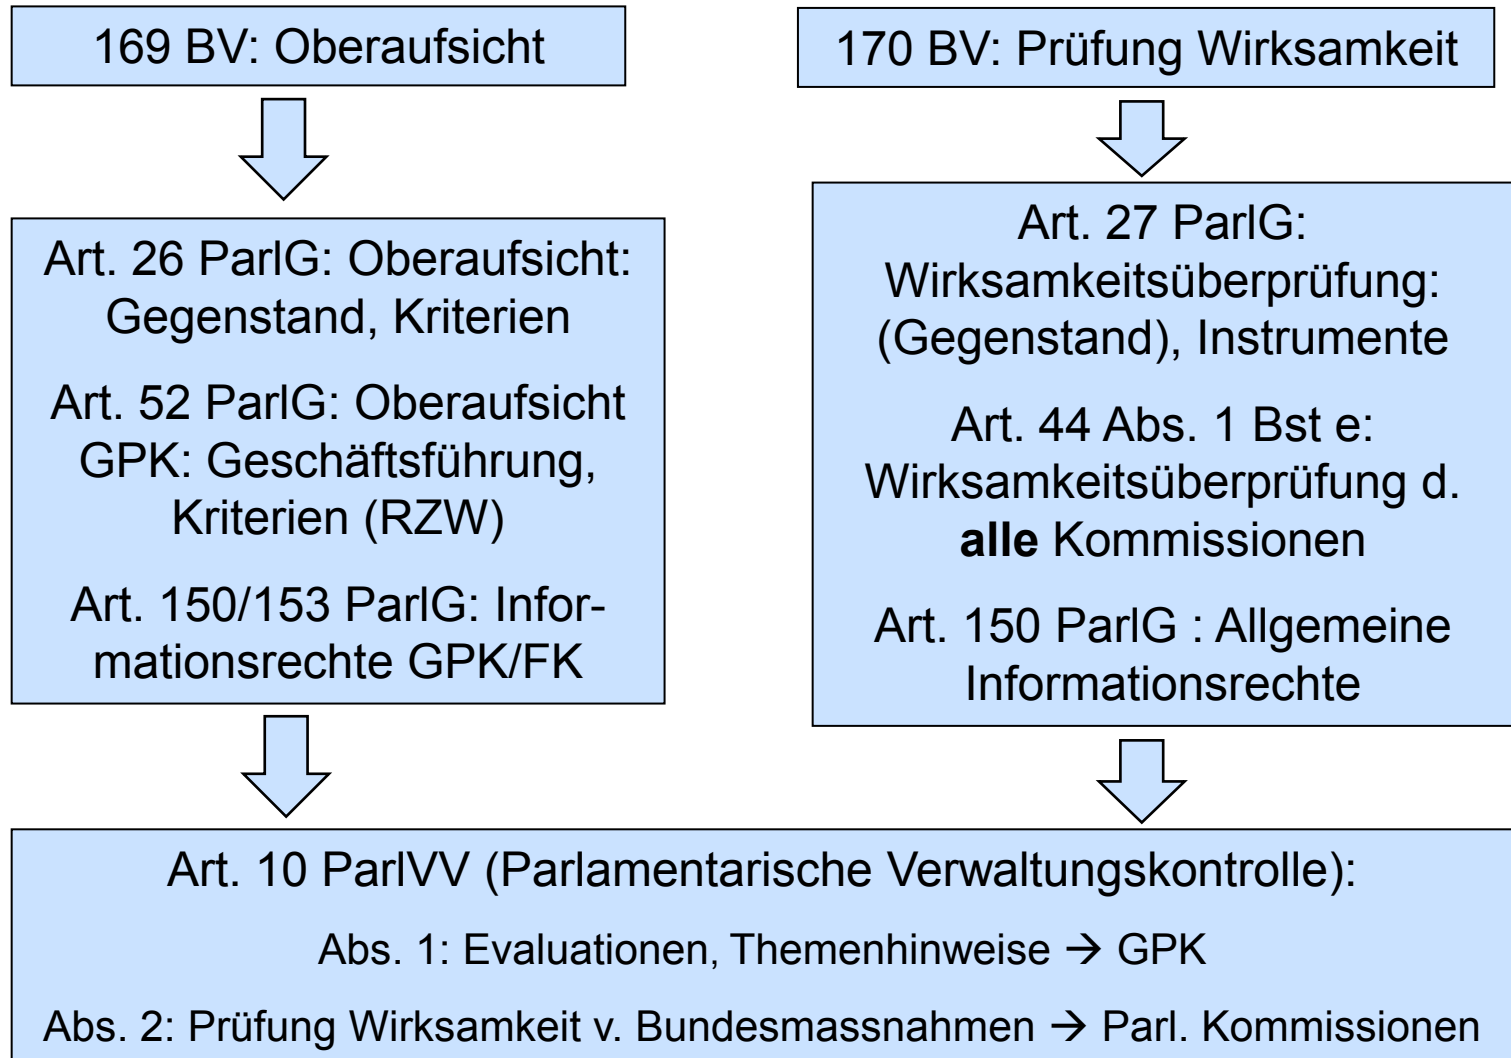 169 BV: Oberaufsicht
170 BV: Prüfung Wirksamkeit
Art. 26 ParlG: Oberaufsicht:
Gegenstand, Kriterien
Art. 52 ParlG: Oberaufsicht
GPK: Geschäftsführung,
Kriterien (RZW)
Art. 150/153 ParlG: Infor-
mationsrechte GPK/FK
Art. 27 ParlG:
Wirksamkeitsüberprüfung:
(Gegenstand), Instrumente
Art. 44 Abs. 1 Bst e:
Wirksamkeitsüberprüfung d.
alle Kommissionen
Art. 150 ParlG : Allgemeine
Informationsrechte
Art. 10 ParlVV (Parlamentarische Verwaltungskontrolle):
Abs. 1: Evaluationen, Themenhinweise → GPK
Abs. 2: Prüfung Wirksamkeit v. Bundesmassnahmen → Parl. Kommissionen